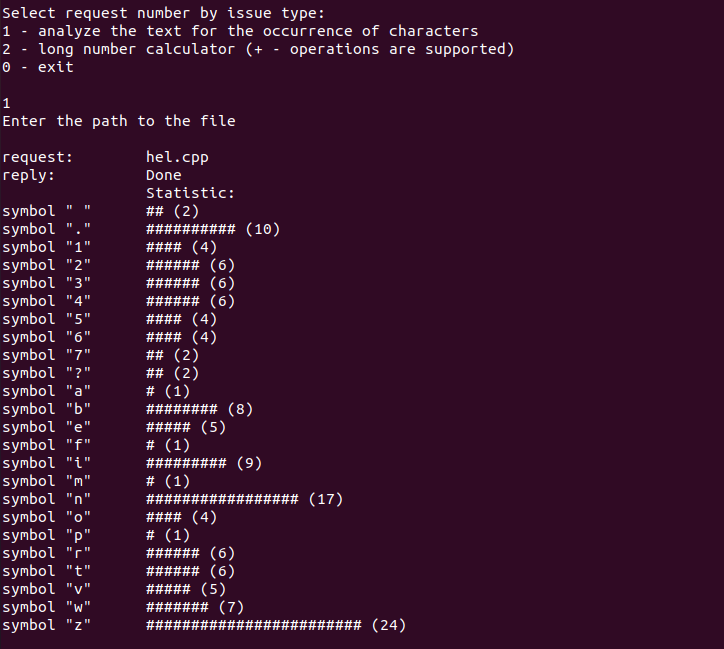 Select request number by issue type:
1 - analyze the text for the occurrence of characters
2 - long number calculator (+ - operations are supported)
0 - exit
1
Enter the path to the file
request: hel.cpp
reply: Done
Statistic:
symbol " " ## (2)
symbol "." ########## (10)
symbol "1" #### (4)
symbol "2" ###### (6)
symbol "3" ###### (6)
symbol "4" ###### (6)
symbol "5" #### (4)
symbol "6" #### (4)
symbol "7" ## (2)
symbol "?" ## (2)
symbol "a" # (1)
symbol "b" ######## (8)
symbol "e" ##### (5)
symbol "f" # (1)
symbol "i" ######### (9)
symbol "m" # (1)
symbol "n" ################# (17)
symbol "o" #### (4)
symbol "p" # (1)
symbol "r" ###### (6)
symbol "t" ###### (6)
symbol "v" ##### (5)
symbol "w" ####### (7)
symbol "z" ######################## (24)